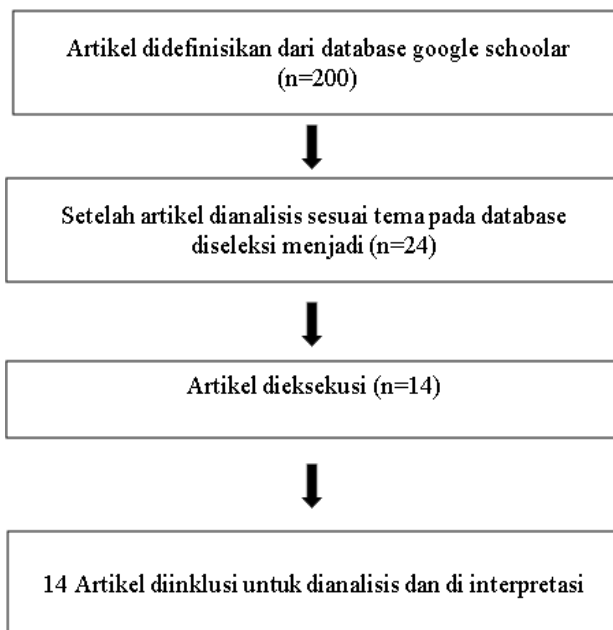 Artikel didefinisikan dari database google schoolar
(n=200)
Setelah artikel dianalisis sesuai tema pada database
diseleksi menjadi (n=24)
Artikel dieksekusi (n=14)
14 Artikel diinklusi untuk dianalisis dan di interpretasi